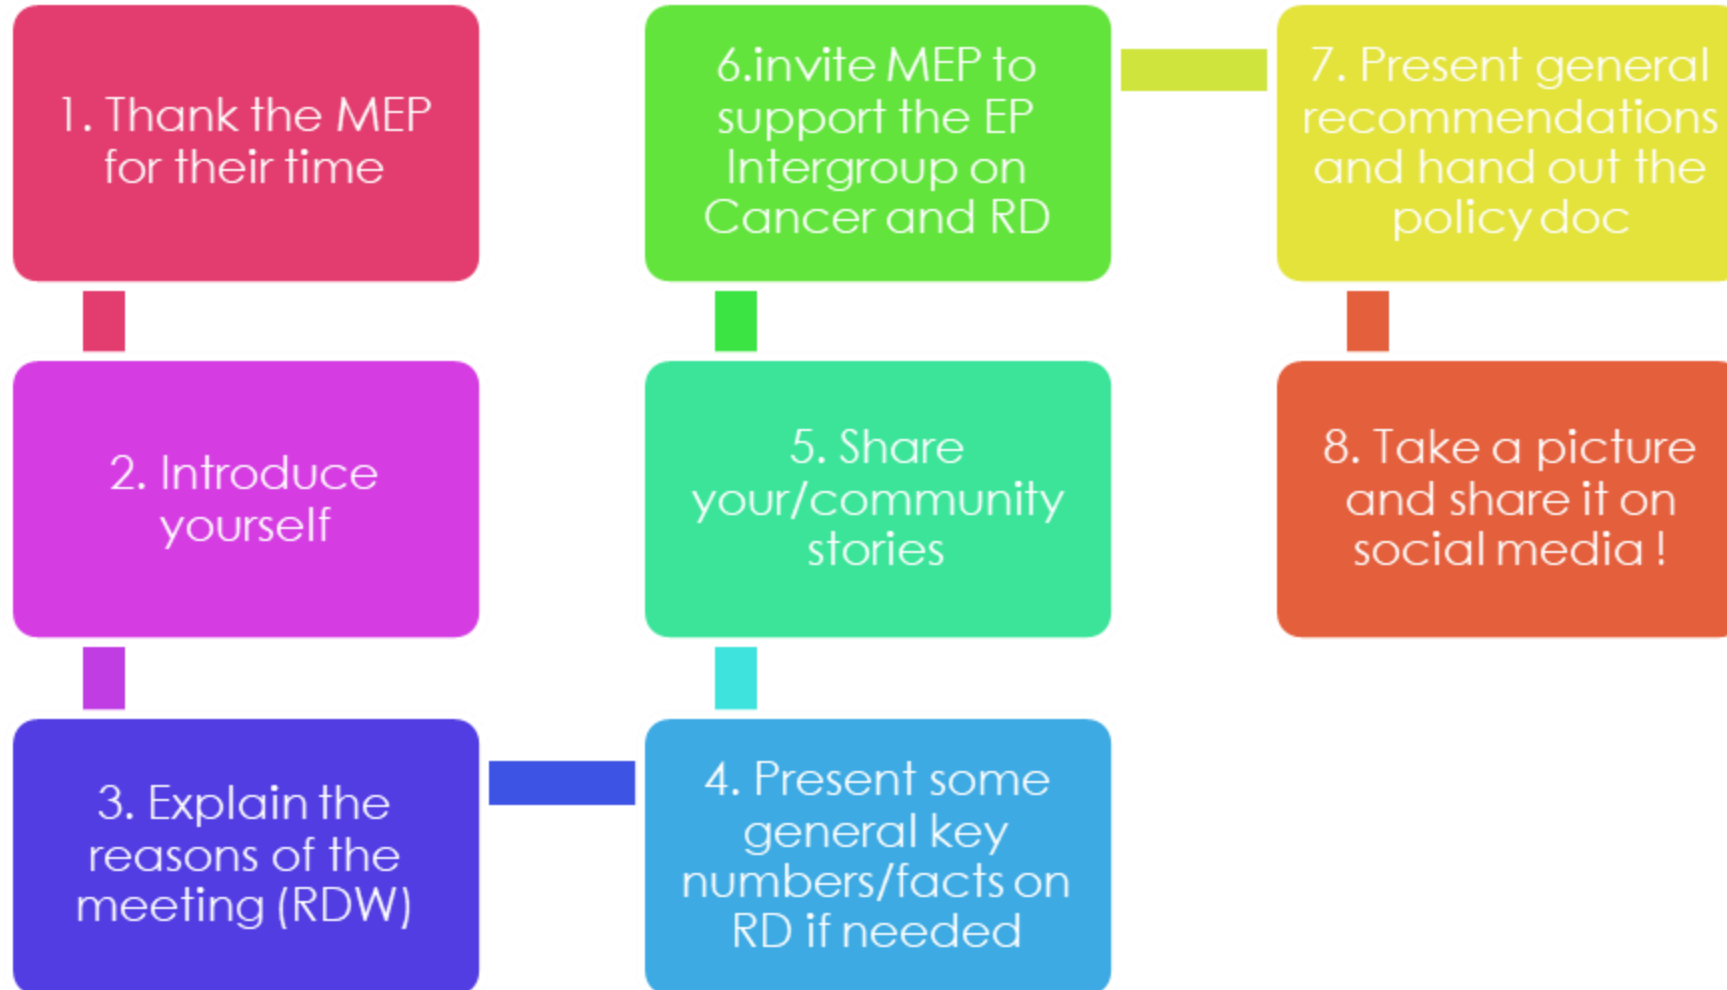 1. Thank the MEP
for their time
2. Introduce
yourself
3. Explain the
reasons of the
meeting (RDW)
4. Present some
general key
numbers/facts on
RD if needed
5. Share
your/community
stories
6.invite MEP to
support the EP
Intergroup on
Cancer and RD
7. Present general
recommendations
and hand out the
policy doc
8. Take a picture
and share it on
social media !